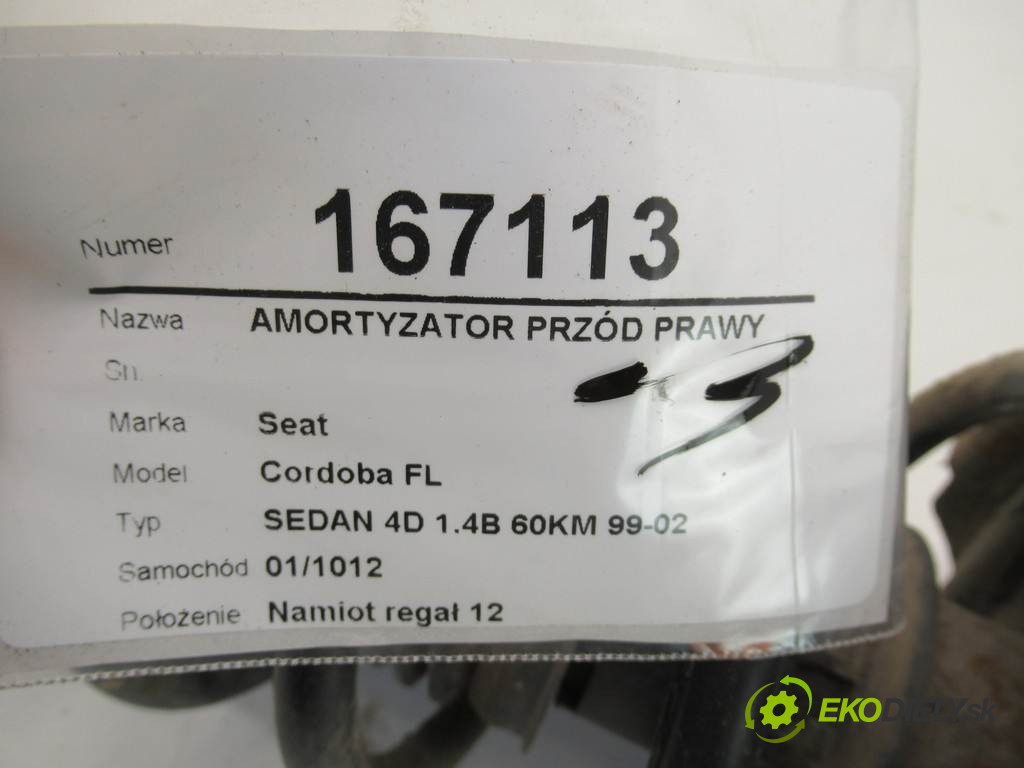 Numer 167113
Nazwa AMORTYZATOR PRZÓD PRAWY
Sn.
-3
Marka Seat
Model Cordoba FL
Typ SEDAN 4D 1.4B 60KM 99-02
Samochód 01/1012
Położenie Namiot regał 12
EKODIELY.sk